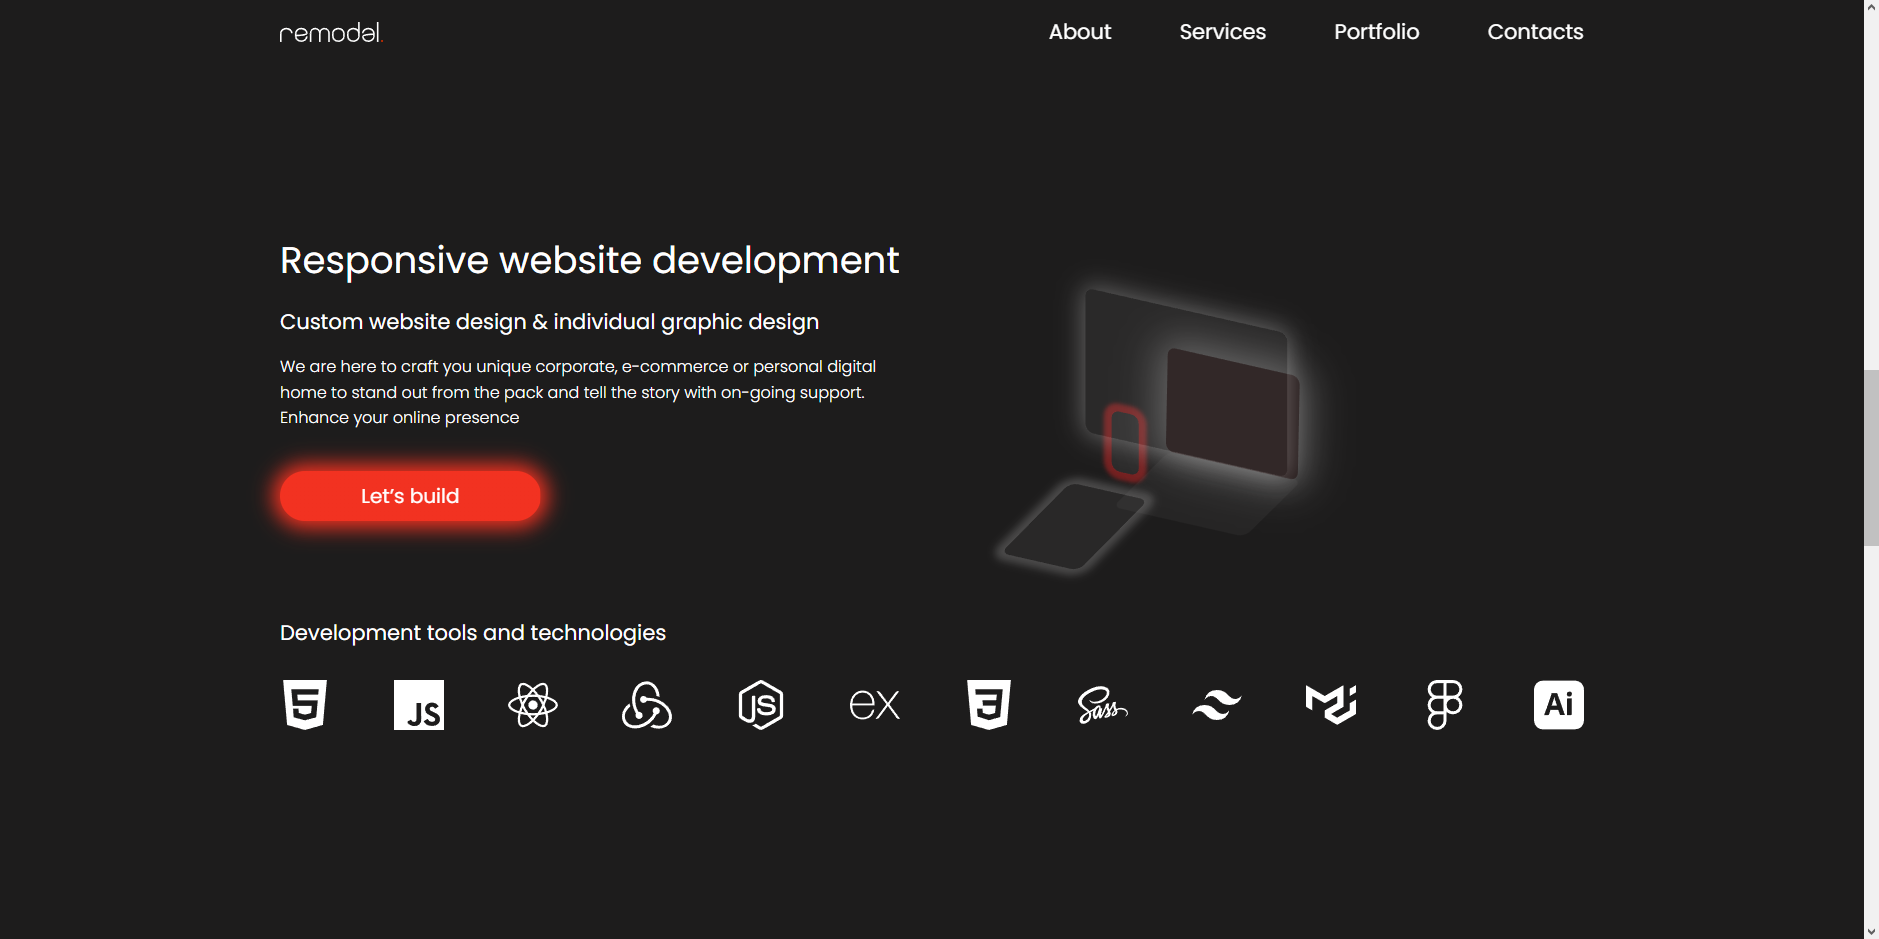 remodal.
About Services Portfolio Contacts
Responsive website development
Custom website design & individual graphic design
We are here to craft you unique corporate, e-commerce or personal digital
home to stand out from the pack and tell the story with on-going support.
Enhance your online presence
Let's build
Development tools and technologies
5 JS JS ex 3 Sass Ai